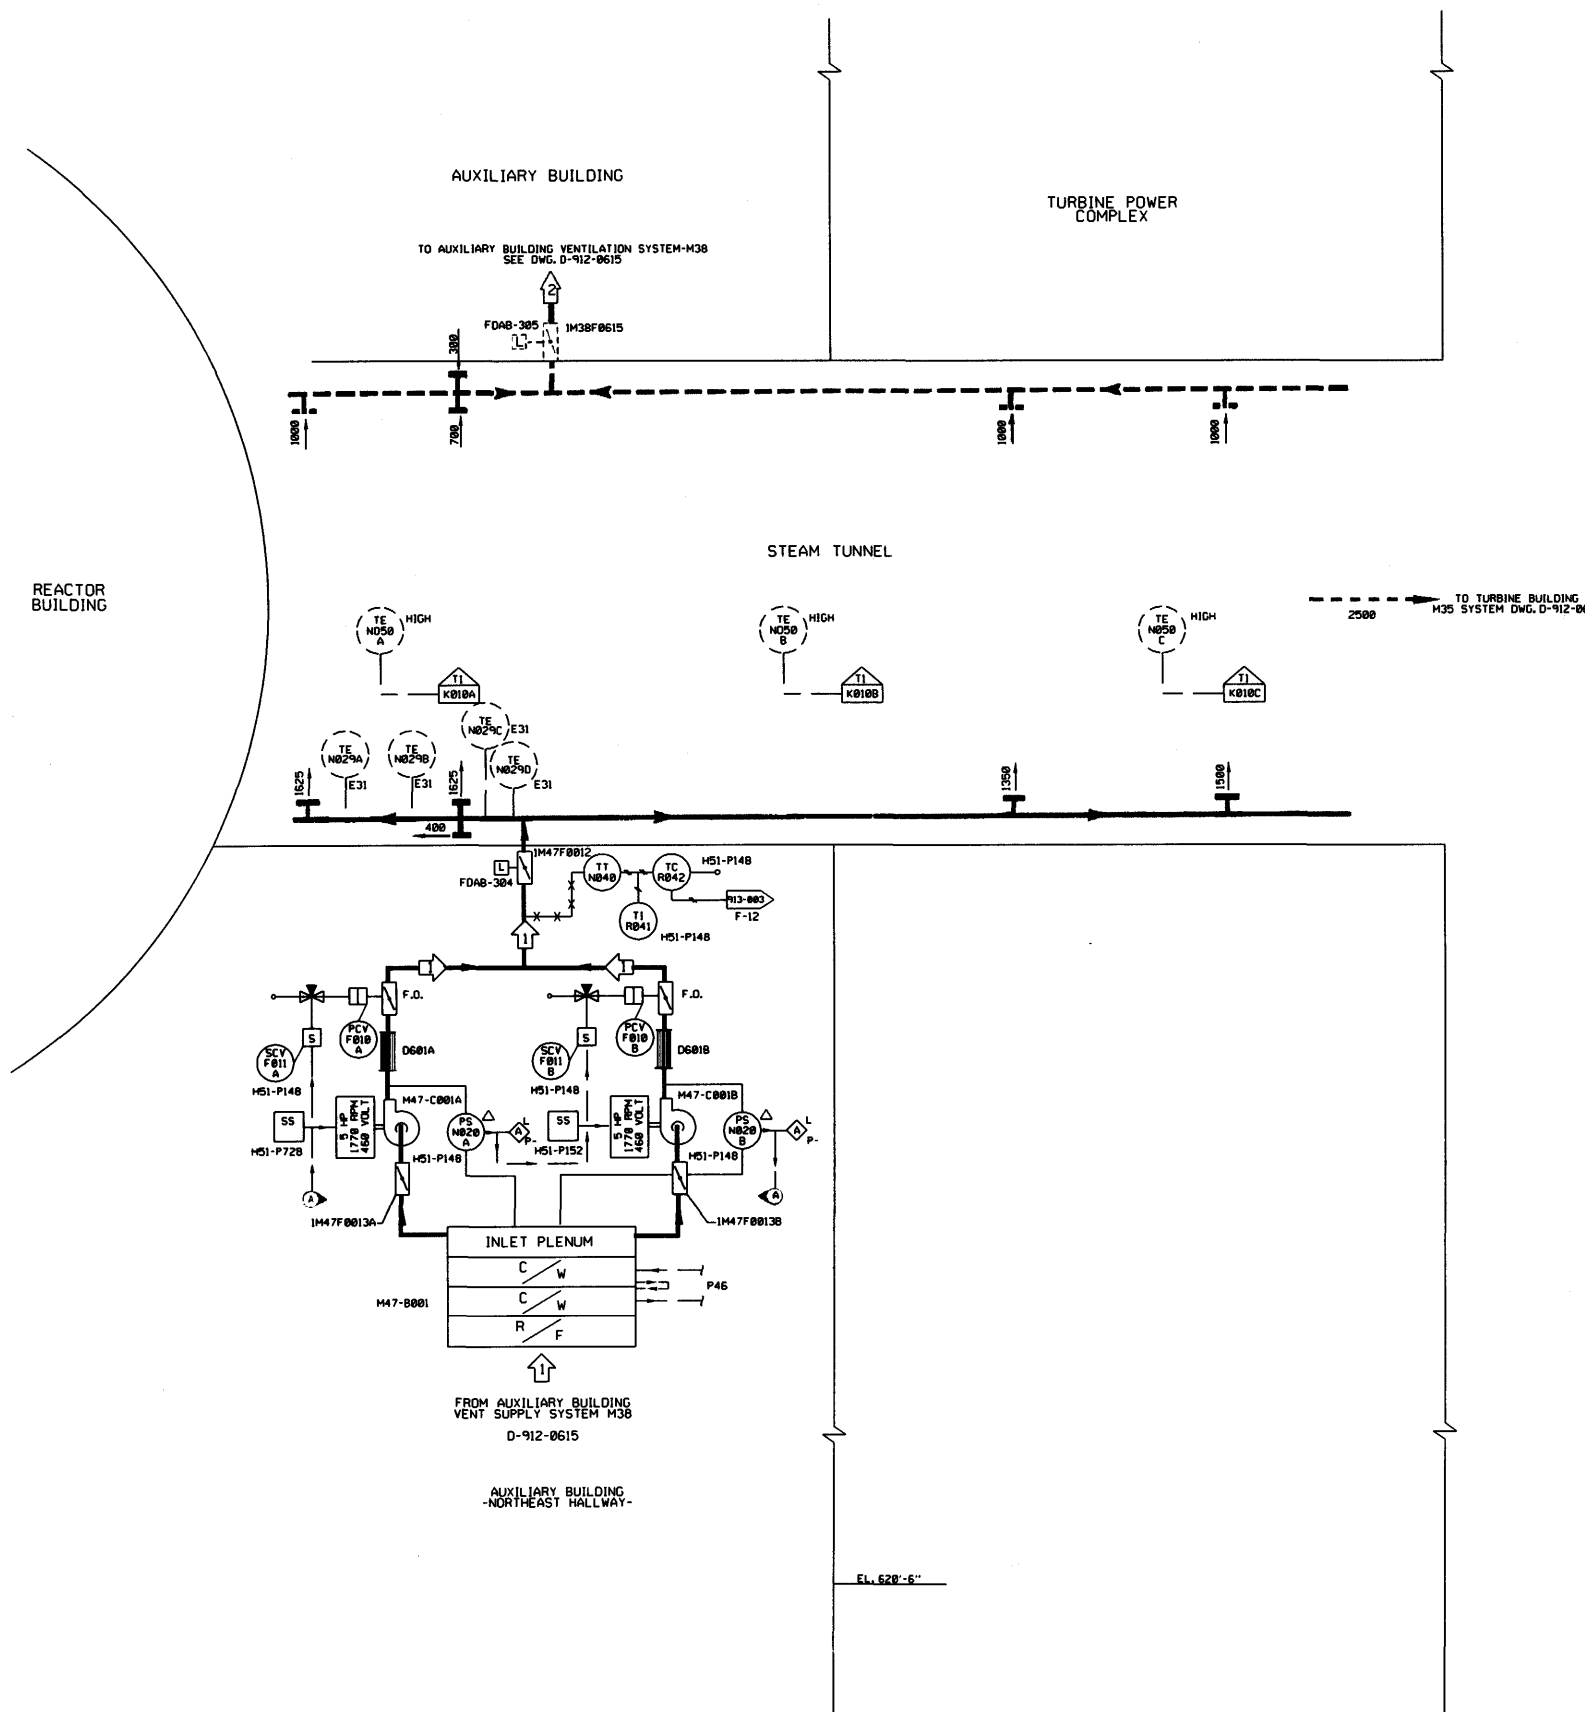 AUXILIARY BUILDING
TURBINE POWER
COMPLEX
TO AUXILIARY BUILDING VENTILATION SYSTEM-M38
SEE DWG. D-912-0615
2
FDAB-305
1M38F0615
L
300
1000
700
1000
1000
STEAM TUNNEL
REACTOR
BUILDING
TE
N050
A
HIGH
TE
N050
B
HIGH
TE
N050
C
HIGH
2500
TO TURBINE BUILDING
M35 SYSTEM DWG. D-912-06
T1
K010A
T1
K010B
T1
K010C
TE
N029C
E31
TE
N029A
E31
TE
N029B
E31
TE
N029D
E31
1625
1625
1350
1500
400
1M47F0012
L
FDAB-304
TT
N040
TC
R042
H51-P148
913-003
F-12
TI
R041
H51-P148
1
1
1
F.O.
F.O.
PCV
F010
A
SCV
F011
A
S
D601A
H51-P148
PCV
F010
B
SCV
F011
B
S
D601B
H51-P148
M47-C001A
M47-C001B
SS
H51-P728
5 HP
1770 RPM
460 VOLT
PS
N020
A
L
A
P-
H51-P148
SS
H51-P152
5 HP
1770 RPM
460 VOLT
PS
N020
B
L
A
P-
H51-P148
A
A
1M47F0013A
1M47F0013B
INLET PLENUM
C/W
C/W
R/F
P46
M47-B001
1
FROM AUXILIARY BUILDING
VENT SUPPLY SYSTEM M38
D-912-0615
AUXILIARY BUILDING
-NORTHEAST HALLWAY-
EL. 620'-6"